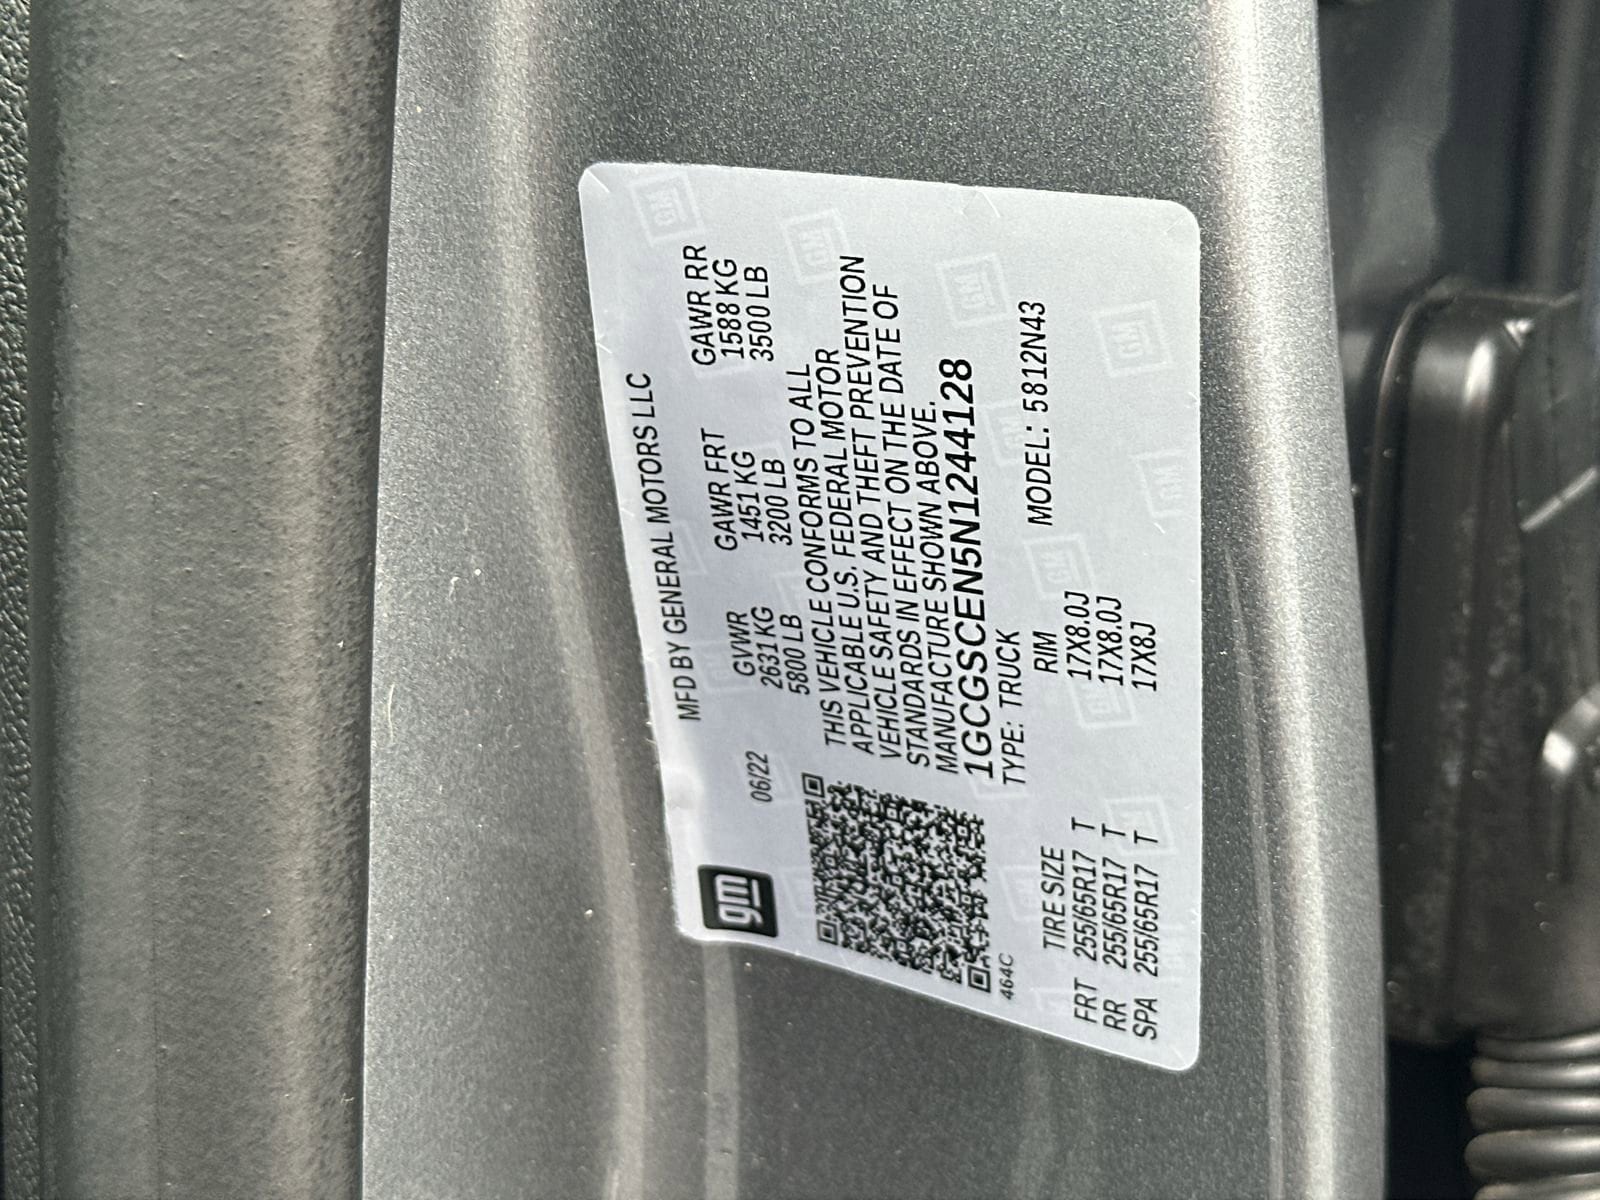 gm
MFD BY GENERAL MOTORS LLC
06/22
GVWR GAWR FRT GAWR RR
2631 KG 1451 KG 1588 KG
5800 LB 3200 LB 3500 LB
THIS VEHICLE CONFORMS TO ALL
APPLICABLE U.S. FEDERAL MOTOR
VEHICLE SAFETY AND THEFT PREVENTION
STANDARDS IN EFFECT ON THE DATE OF
MANUFACTURE SHOWN ABOVE.
1GCGSCEN5N1244128
464C
TYPE: TRUCK MODEL: 5812N43
TIRE SIZE RIM
FRT 255/65R17 T 17X8.0J
RR 255/65R17 T 17X8.0J
SPA 255/65R17 T 17X8J